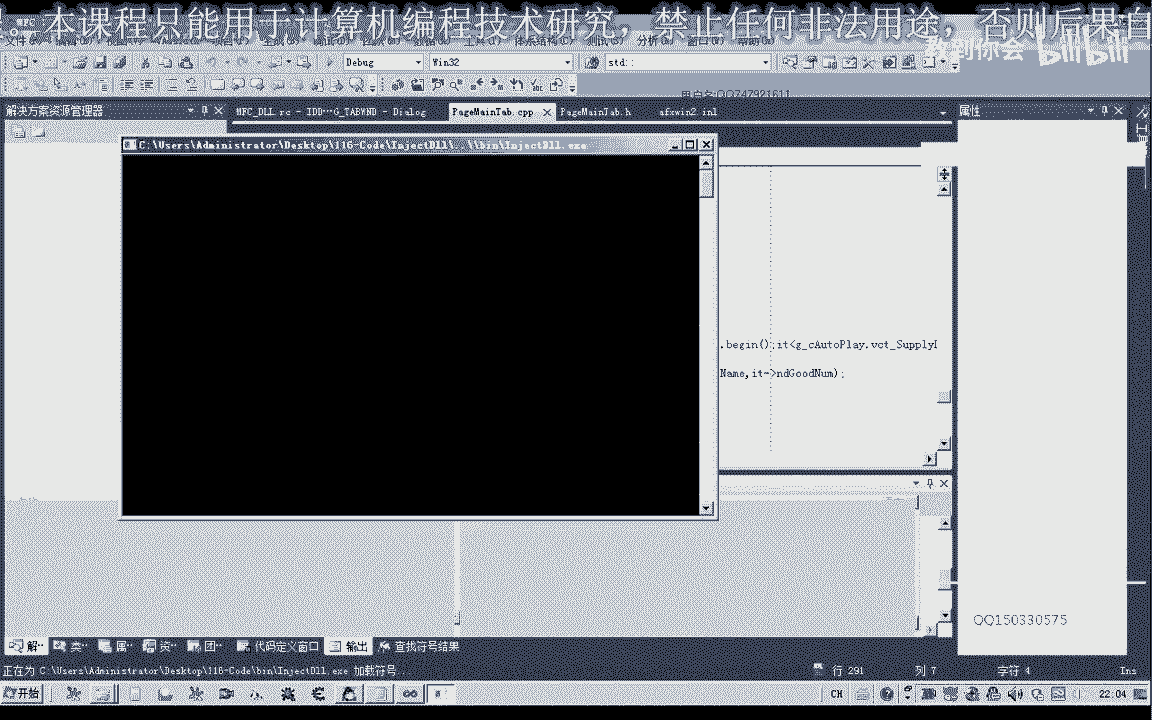 本课程只能用于计算机编程技术研究，禁止任何非法用途，否则后果自
教到你会 bilibili
Debug Win32 std::
用户名:QQ747921611
解决方案资源管理器
MFC_DLL.rc - IDD…G_TABWND - Dialog PageMainTab.cpp PageMainTab.h afxwin2.inl
属性
C:\Users\Administrator\Desktop\116-Code\InjectDll\..\bin\InjectDll.exe
.begin();it<g_cAutoPlay.vct_SupplyL
Name,it->ndGoodNum);
QQ150330575
解… 类… 属… 资… 团… 代码定义窗口 输出 查找符号结果
正在为 C:\Users\Administrator\Desktop\116-Code\bin\InjectDll.exe 加载符号..
行 291 列 7 字符 4 Ins
开始 CH 22:04